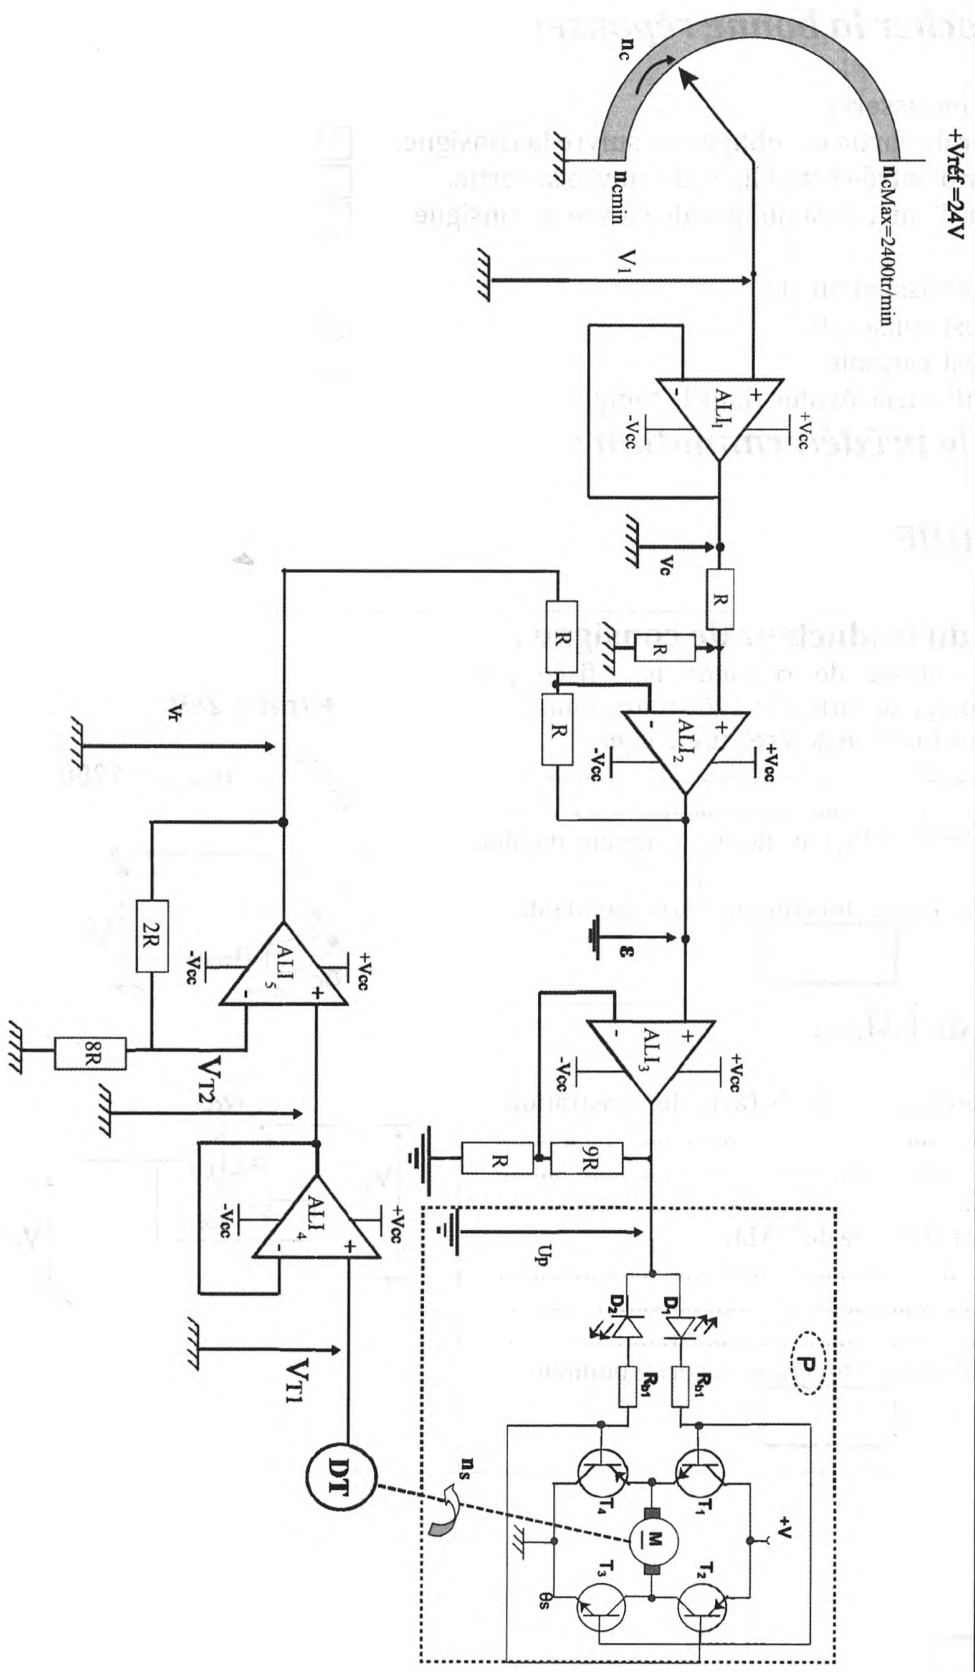 +Vréf =24V
ncMax=2400tr/min
nc
ncmin
V1
+
-
ALI1
+Vcc
-Vcc
Vc
R
R
R
R
+
-
ALI2
+Vcc
-Vcc
ε
+
-
ALI3
+Vcc
-Vcc
9R
R
Up
P
D1
D2
Rb1
Rb1
T1
T2
T3
T4
+V
M
θs
ns
DT
VT1
+
-
ALI4
+Vcc
-Vcc
VT2
+
-
ALI5
+Vcc
-Vcc
2R
8R
Vr